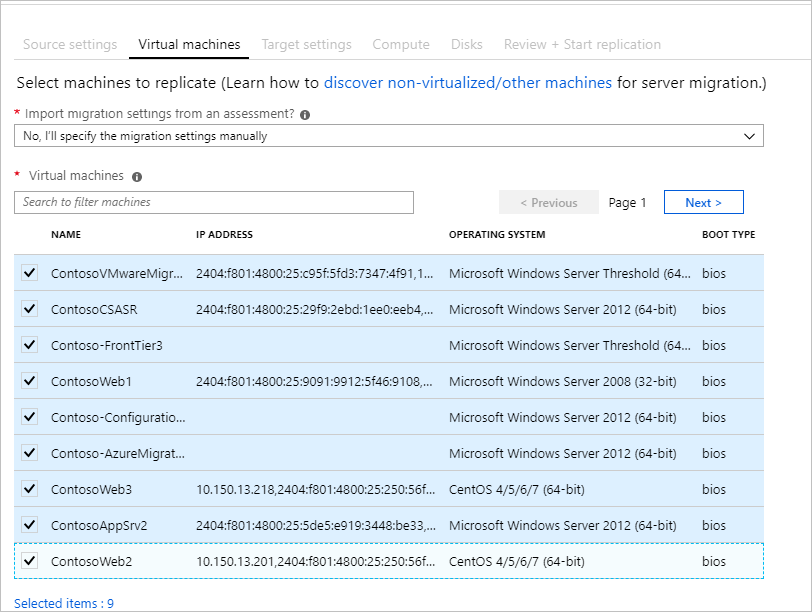 Source settings Virtual machines Target settings Compute Disks Review + Start replication
Select machines to replicate (Learn how to discover non-virtualized/other machines for server migration.)
* Import migration settings from an assessment?
No, I'll specify the migration settings manually
* Virtual machines
Search to filter machines < Previous Page 1 Next >
NAME IP ADDRESS OPERATING SYSTEM BOOT TYPE
ContosoVMwareMigr... 2404:f801:4800:25:c95f:5fd3:7347:4f91,1... Microsoft Windows Server Threshold (64... bios
ContosoCSASR 2404:f801:4800:25:29f9:2ebd:1ee0:eeb4,... Microsoft Windows Server 2012 (64-bit) bios
Contoso-FrontTier3 Microsoft Windows Server Threshold (64... bios
ContosoWeb1 2404:f801:4800:25:9091:9912:5f46:9108,... Microsoft Windows Server 2008 (32-bit) bios
Contoso-Configuratio... Microsoft Windows Server 2012 (64-bit) bios
Contoso-AzureMigrat... Microsoft Windows Server 2012 (64-bit) bios
ContosoWeb3 10.150.13.218,2404:f801:4800:25:250:56f... CentOS 4/5/6/7 (64-bit) bios
ContosoAppSrv2 2404:f801:4800:25:5de5:e919:3448:be33,... Microsoft Windows Server 2012 (64-bit) bios
ContosoWeb2 10.150.13.201,2404:f801:4800:25:250:56f... CentOS 4/5/6/7 (64-bit) bios
Selected items : 9